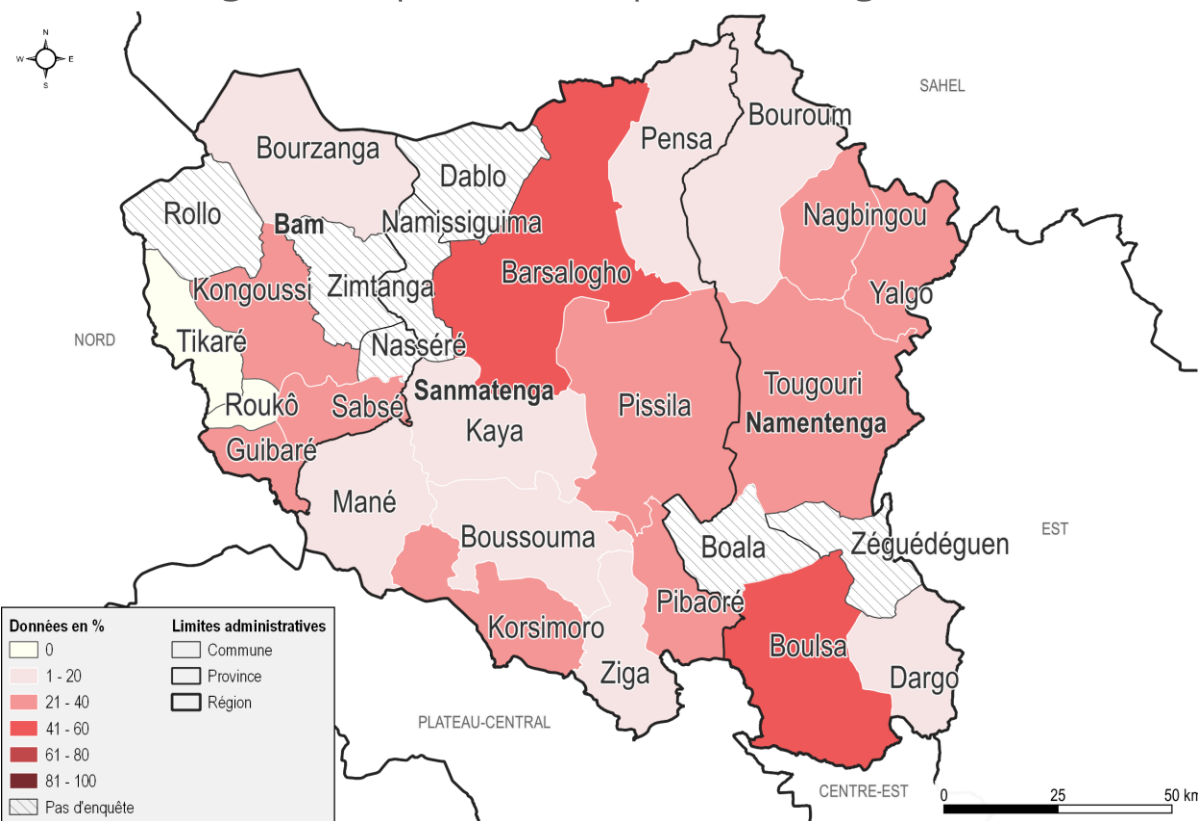 N
W E
S
SAHEL
Bouroum
Pensa
Bourzanga
Dablo
Rollo
Nagbingou
Bam
Namissiguima
Barsalogho
Kongoussi
Zimtanga
Yalgo
NORD
Tikaré
Nasséré
Tougouri
Sanmatenga
Roukô
Sabsé
Pissila
Namentenga
Kaya
Guibaré
Mané
Boussouma
Boala
Zéguédéguen
EST
Pibaoré
Korsimoro
Boulsa
Ziga
Dargo
PLATEAU-CENTRAL
CENTRE-EST
Données en %
0
1 - 20
21 - 40
41 - 60
61 - 80
81 - 100
Pas d'enquête
Limites administratives
Commune
Province
Région
0 25 50 km